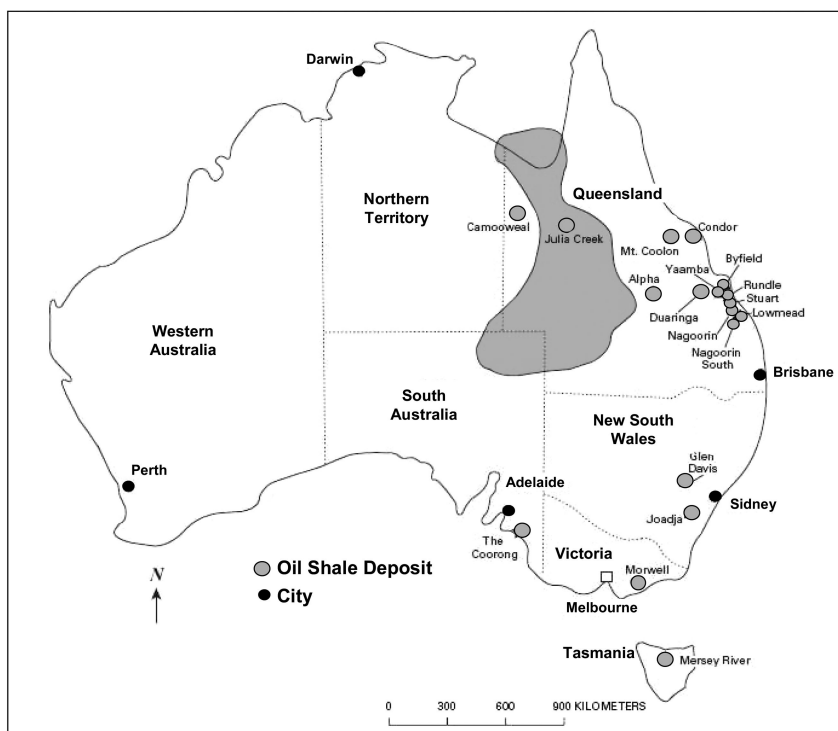 Darwin
Northern
Territory
Queensland
Camooweal
Julia Creek
Condor
Mt. Coolon
Byfield
Yaamba
Rundle
Alpha
Stuart
Lowmead
Duaringa
Nagoorin
Nagoorin
South
Western
Australia
Brisbane
South
Australia
New South
Wales
Glen
Davis
Perth
Adelaide
Sidney
Joadja
The
Coorong
Victoria
Morwell
Melbourne
N
Oil Shale Deposit
City
Tasmania
Mersey River
0 300 600 900 KILOMETERS